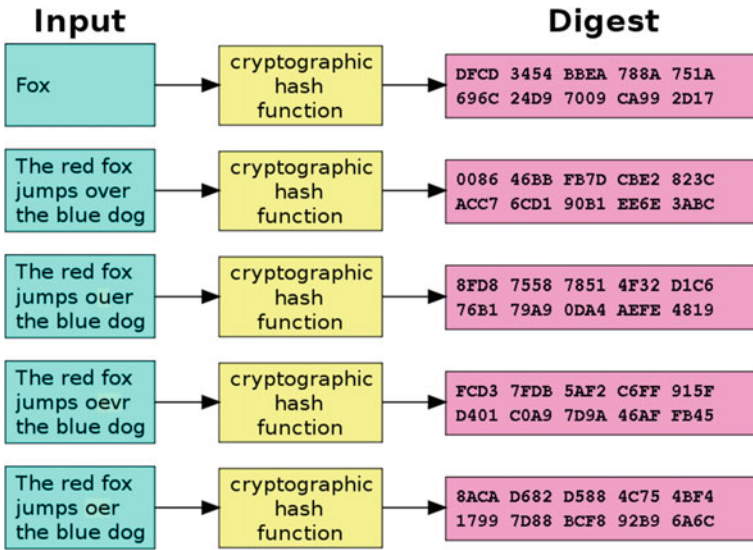 Input
Digest
Fox
cryptographic
hash
function
DFCD 3454 BBEA 788A 751A
696C 24D9 7009 CA99 2D17
The red fox
jumps over
the blue dog
cryptographic
hash
function
0086 46BB FB7D CBE2 823C
ACC7 6CD1 90B1 EE6E 3ABC
The red fox
jumps ouer
the blue dog
cryptographic
hash
function
8FD8 7558 7851 4F32 D1C6
76B1 79A9 0DA4 AEFE 4819
The red fox
jumps oevr
the blue dog
cryptographic
hash
function
FCD3 7FDB 5AF2 C6FF 915F
D401 C0A9 7D9A 46AF FB45
The red fox
jumps oer
the blue dog
cryptographic
hash
function
8ACA D682 D588 4C75 4BF4
1799 7D88 BCF8 92B9 6A6C